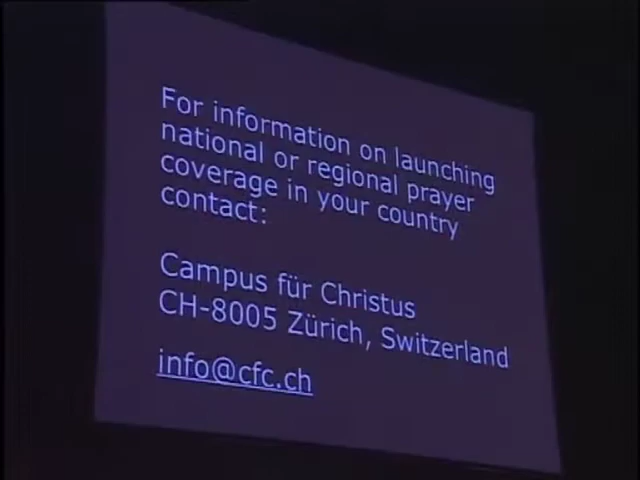 For information on launching
national or regional prayer
coverage in your country
contact:
Campus für Christus
CH-8005 Zürich, Switzerland
info@cfc.ch